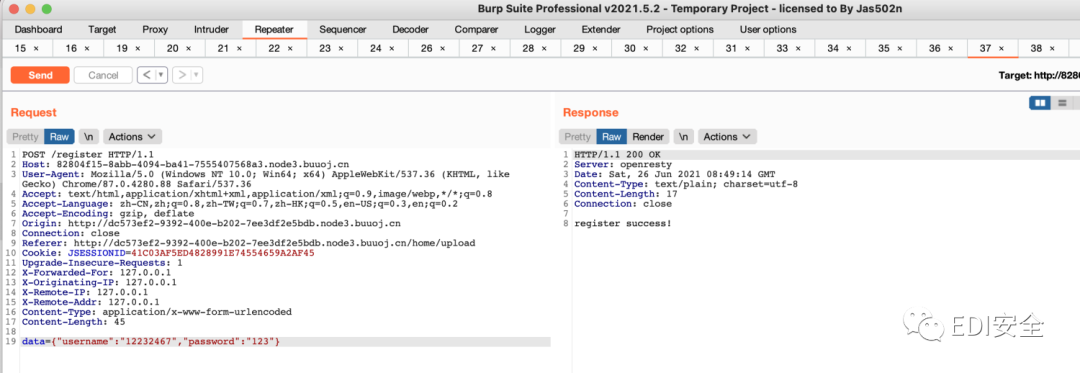 Burp Suite Professional v2021.5.2 - Temporary Project - licensed to By Jas502n
Dashboard Target Proxy Intruder Repeater Sequencer Decoder Comparer Logger Extender Project options User options
15 × 16 × 19 × 20 × 21 × 22 × 23 × 24 × 26 × 27 × 28 × 29 × 30 × 32 × 31 × 33 × 34 × 35 × 36 × 37 × 38 ×
Send Cancel < > Target: http://8280
Request
Pretty Raw \n Actions
1 POST /register HTTP/1.1
2 Host: 82804f15-8abb-4094-ba41-7555407568a3.node3.buuoj.cn
3 User-Agent: Mozilla/5.0 (Windows NT 10.0; Win64; x64) AppleWebKit/537.36 (KHTML, like
Gecko) Chrome/87.0.4280.88 Safari/537.36
4 Accept: text/html,application/xhtml+xml,application/xml;q=0.9,image/webp,*/*;q=0.8
5 Accept-Language: zh-CN,zh;q=0.8,zh-TW;q=0.7,zh-HK;q=0.5,en-US;q=0.3,en;q=0.2
6 Accept-Encoding: gzip, deflate
7 Origin: http://dc573ef2-9392-400e-b202-7ee3df2e5bdb.node3.buuoj.cn
8 Connection: close
9 Referer: http://dc573ef2-9392-400e-b202-7ee3df2e5bdb.node3.buuoj.cn/home/upload
10 Cookie: JSESSIONID=41C03AF5ED4828991E74554659A2AF45
11 Upgrade-Insecure-Requests: 1
12 X-Forwarded-For: 127.0.0.1
13 X-Originating-IP: 127.0.0.1
14 X-Remote-IP: 127.0.0.1
15 X-Remote-Addr: 127.0.0.1
16 Content-Type: application/x-www-form-urlencoded
17 Content-Length: 45
18
19 data={"username":"12232467","password":"123"}
Response
Pretty Raw Render \n Actions
1 HTTP/1.1 200 OK
2 Server: openresty
3 Date: Sat, 26 Jun 2021 08:49:14 GMT
4 Content-Type: text/plain; charset=utf-8
5 Content-Length: 17
6 Connection: close
7
8 register success!
EDI安全